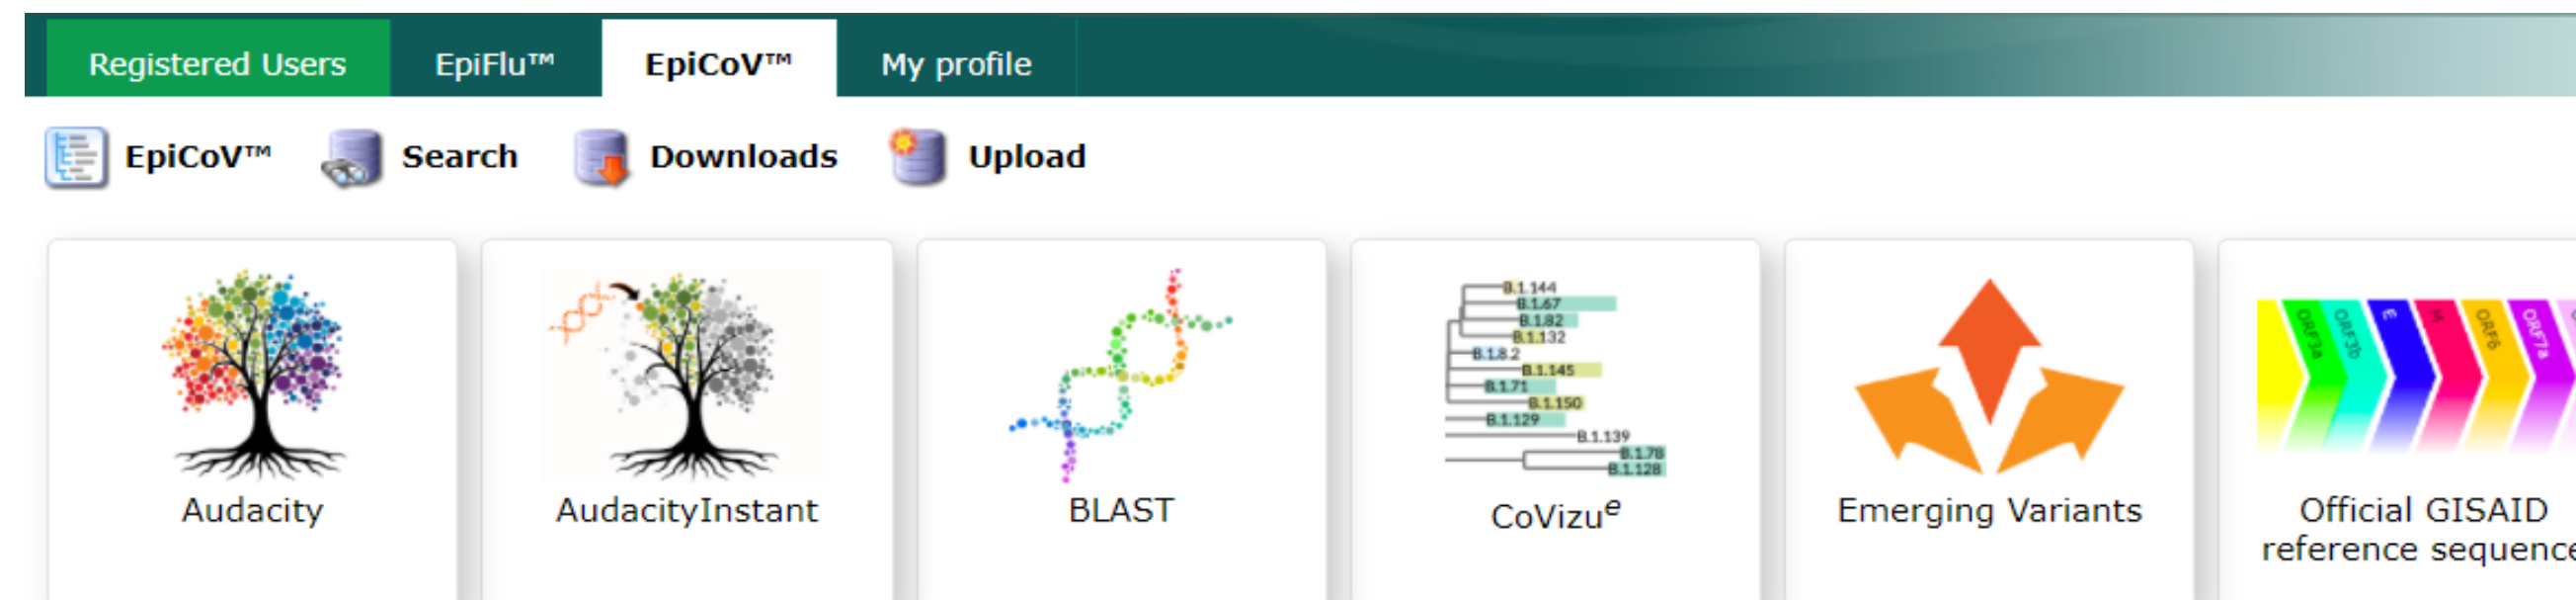 Registered Users EpiFlu™ EpiCoV™ My profile
EpiCoV™ Search Downloads Upload
B.1.144
B.1.67
B.1.82
B.1.132
B.1.8.2
B.1.145
B.1.71
B.1.150
B.1.129
B.1.139
B.1.78
B.1.128
ORF3a ORF3b E M ORF6 ORF7a
Audacity AudacityInstant BLAST CoVizuᵉ Emerging Variants Official GISAID
reference sequence